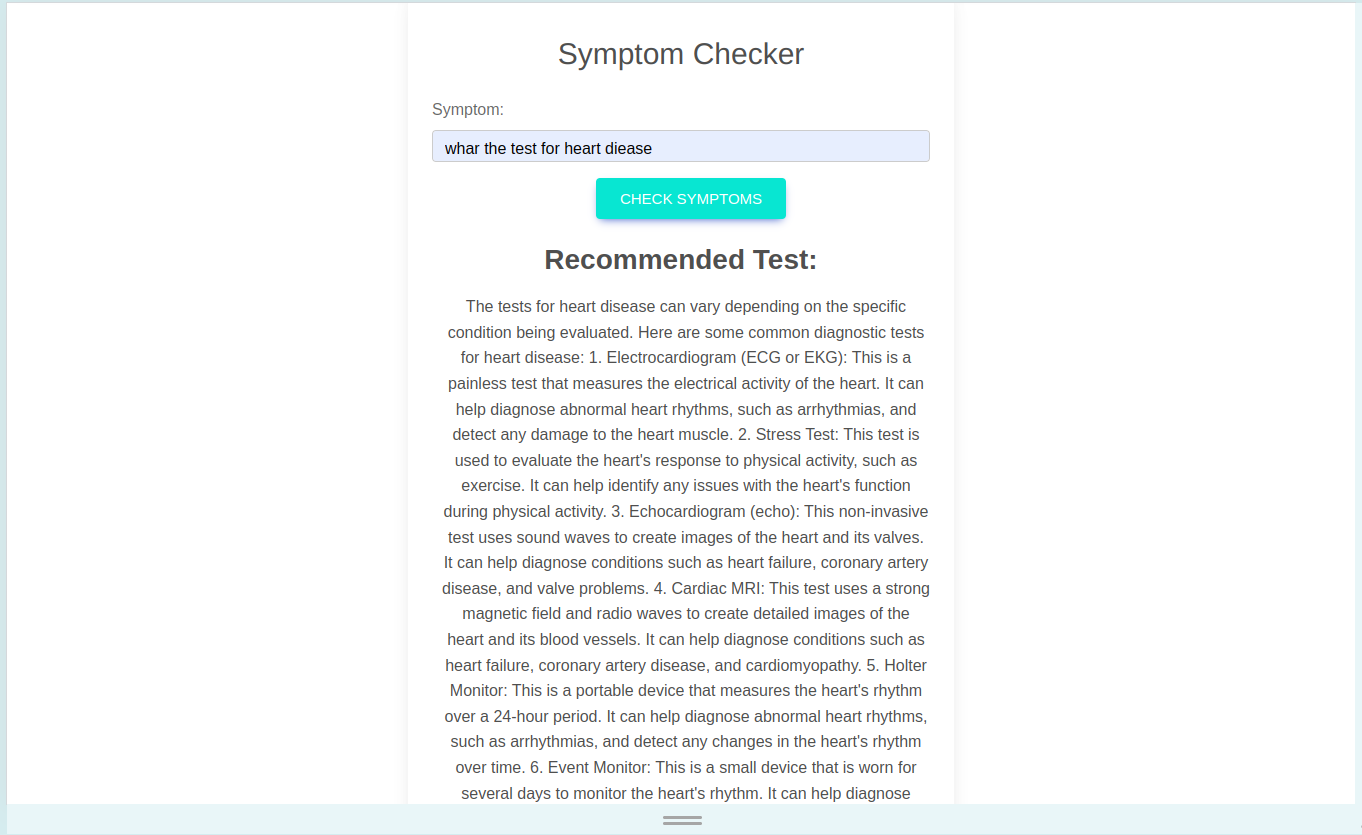 Symptom Checker
Symptom:
whar the test for heart diease
CHECK SYMPTOMS
Recommended Test:
The tests for heart disease can vary depending on the specific
condition being evaluated. Here are some common diagnostic tests
for heart disease: 1. Electrocardiogram (ECG or EKG): This is a
painless test that measures the electrical activity of the heart. It can
help diagnose abnormal heart rhythms, such as arrhythmias, and
detect any damage to the heart muscle. 2. Stress Test: This test is
used to evaluate the heart's response to physical activity, such as
exercise. It can help identify any issues with the heart's function
during physical activity. 3. Echocardiogram (echo): This non-invasive
test uses sound waves to create images of the heart and its valves.
It can help diagnose conditions such as heart failure, coronary artery
disease, and valve problems. 4. Cardiac MRI: This test uses a strong
magnetic field and radio waves to create detailed images of the
heart and its blood vessels. It can help diagnose conditions such as
heart failure, coronary artery disease, and cardiomyopathy. 5. Holter
Monitor: This is a portable device that measures the heart's rhythm
over a 24-hour period. It can help diagnose abnormal heart rhythms,
such as arrhythmias, and detect any changes in the heart's rhythm
over time. 6. Event Monitor: This is a small device that is worn for
several days to monitor the heart's rhythm. It can help diagnose